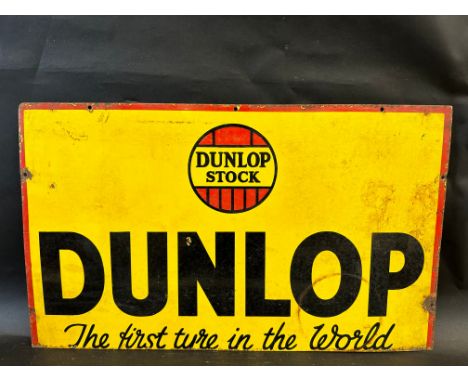 DUNLOP
STOCK
DUNLOP
The first tyre in the World